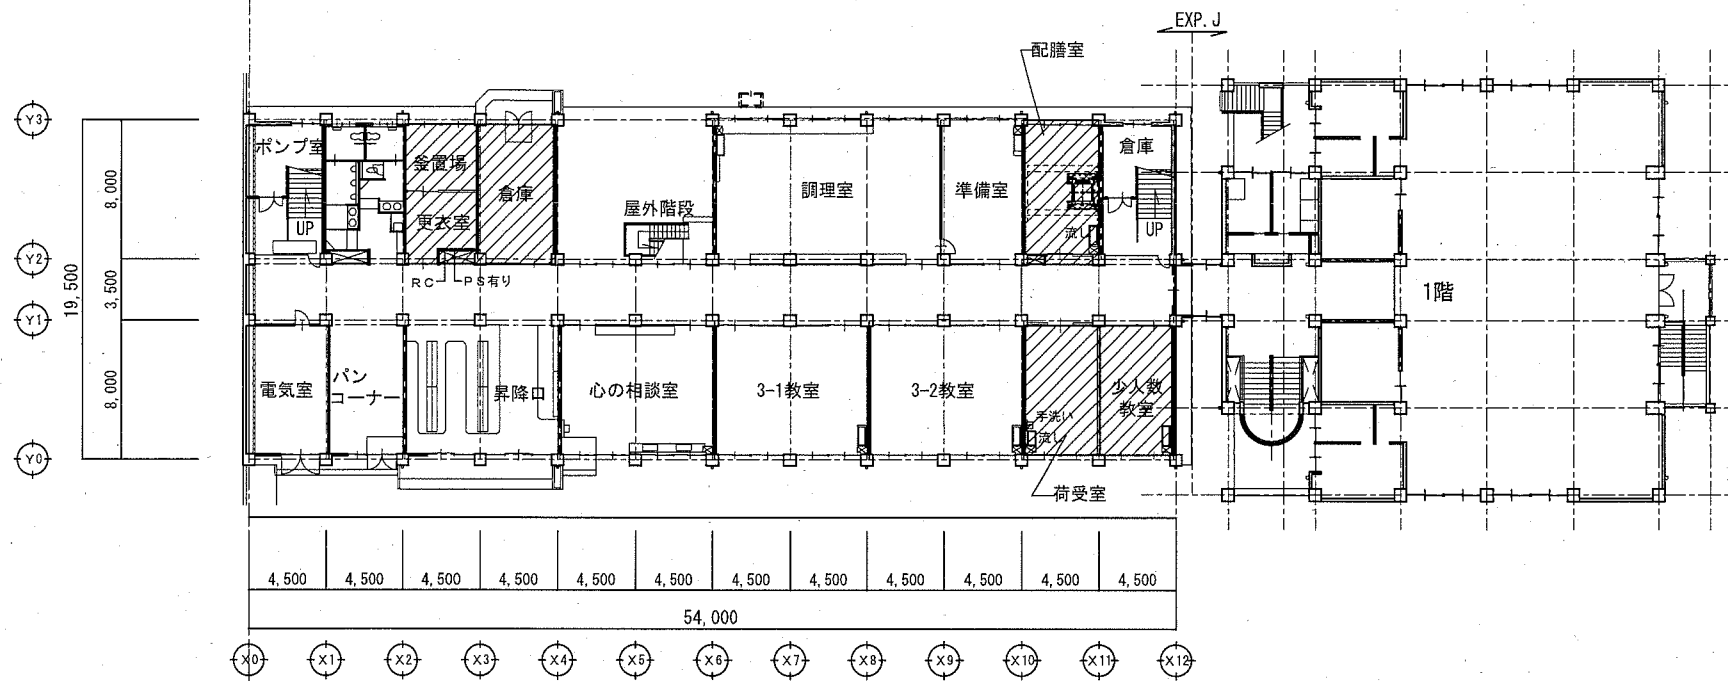 EXP. J
配膳室
Y3
ポンプ室
釜置場
倉庫
倉庫
調理室
準備室
8,000
更衣室
屋外階段
UP
流し
UP
Y2
RC
PS有り
19,500
3,500
1階
Y1
電気室
パン
コーナー
昇降口
心の相談室
3-1教室
3-2教室
少人数
教室
8,000
手洗い
流し
Y0
荷受室
4,500
4,500
4,500
4,500
4,500
4,500
4,500
4,500
4,500
4,500
4,500
4,500
54,000
X0
X1
X2
X3
X4
X5
X6
X7
X8
X9
X10
X11
X12